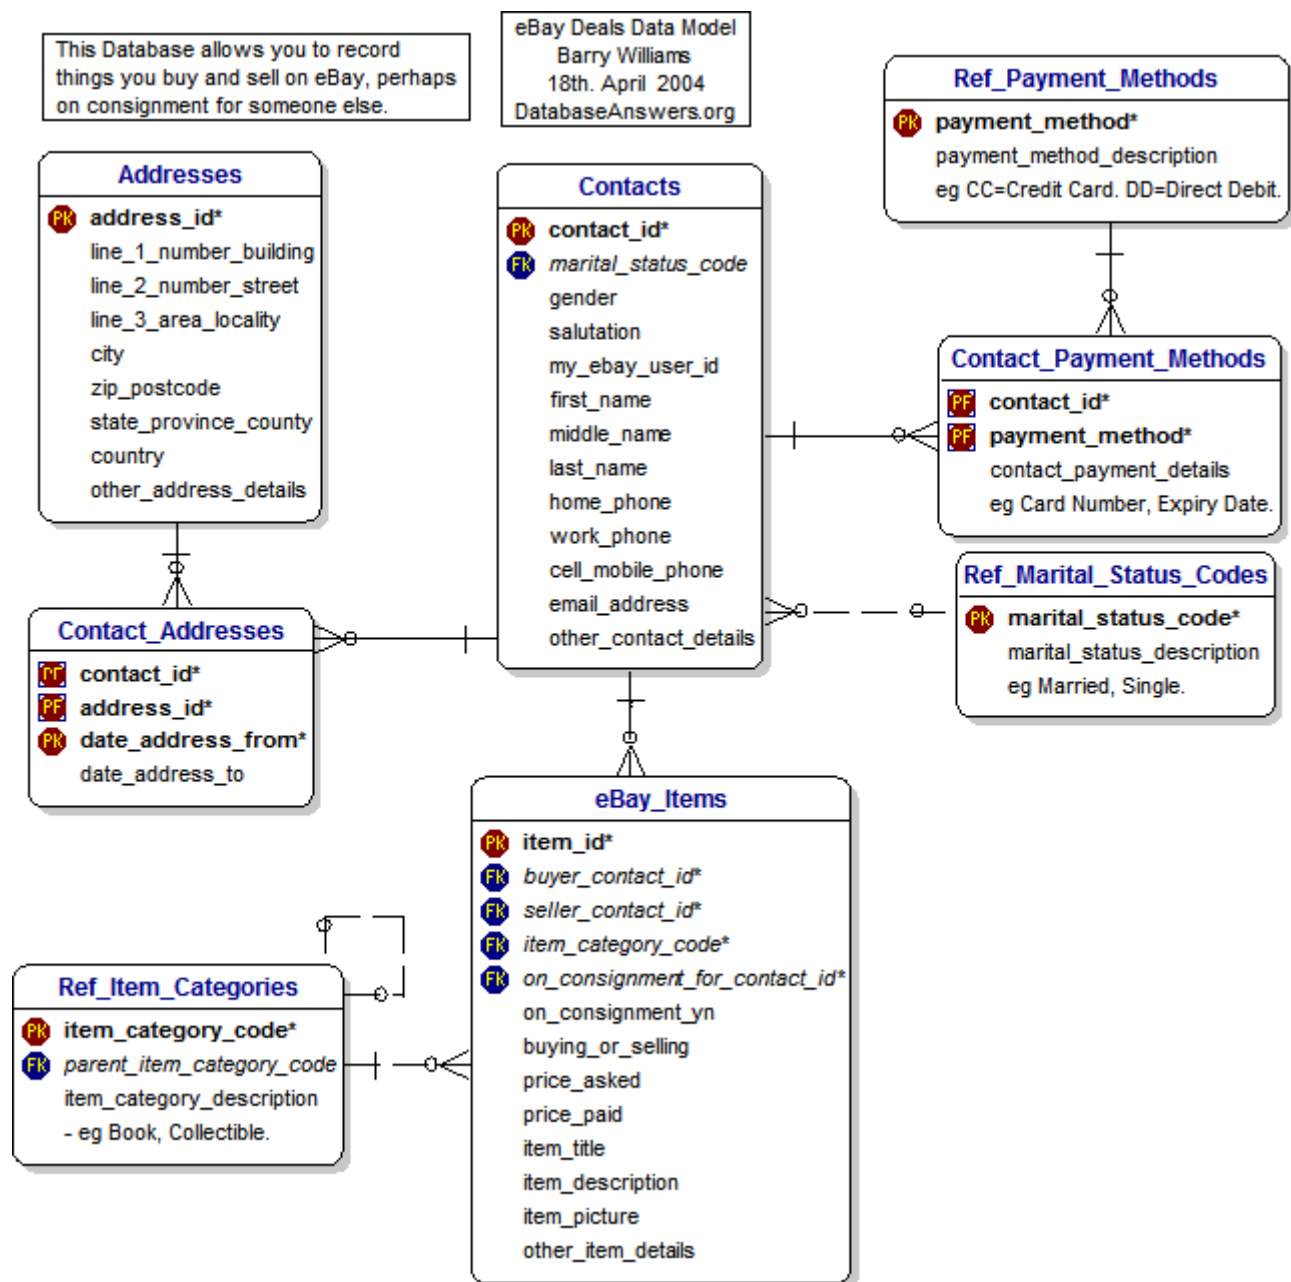 This Database allows you to record
things you buy and sell on eBay, perhaps
on consignment for someone else.
eBay Deals Data Model
Barry Williams
18th. April 2004
DatabaseAnswers.org
Ref_Payment_Methods
PK payment_method*
payment_method_description
eg CC=Credit Card. DD=Direct Debit.
Addresses
PK address_id*
line_1_number_building
line_2_number_street
line_3_area_locality
city
zip_postcode
state_province_county
country
other_address_details
Contacts
PK contact_id*
FK marital_status_code
gender
salutation
my_ebay_user_id
first_name
middle_name
last_name
home_phone
work_phone
cell_mobile_phone
email_address
other_contact_details
Contact_Payment_Methods
PF contact_id*
PF payment_method*
contact_payment_details
eg Card Number, Expiry Date.
Ref_Marital_Status_Codes
PK marital_status_code*
marital_status_description
eg Married, Single.
Contact_Addresses
PF contact_id*
PF address_id*
PK date_address_from*
date_address_to
eBay_Items
PK item_id*
FK buyer_contact_id*
FK seller_contact_id*
FK item_category_code*
FK on_consignment_for_contact_id*
on_consignment_yn
buying_or_selling
price_asked
price_paid
item_title
item_description
item_picture
other_item_details
Ref_Item_Categories
PK item_category_code*
FK parent_item_category_code
item_category_description
- eg Book, Collectible.